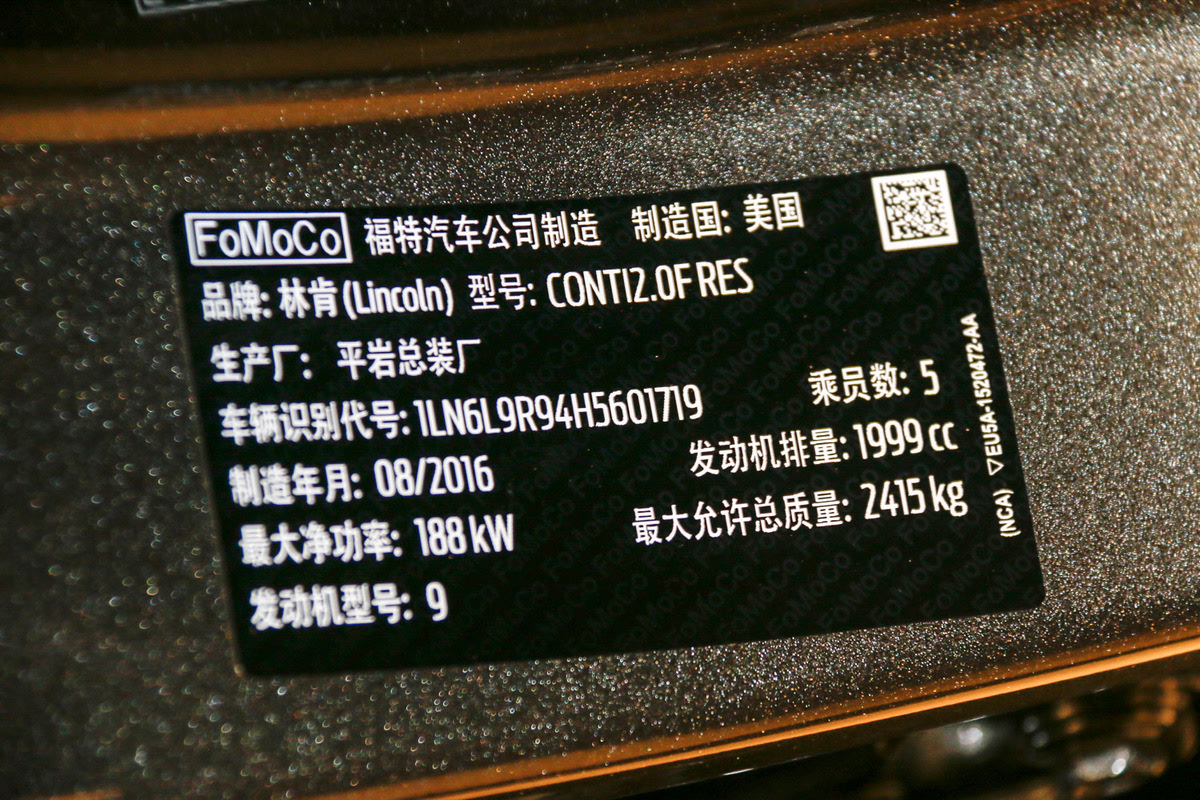 FoMoCo 福特汽车公司制造 制造国: 美国
品牌: 林肯 (Lincoln) 型号: CONTI2.0F RES
生产厂: 平岩总装厂
车辆识别代号: 1LN6L9R94H5601719 乘员数: 5
制造年月: 08/2016 发动机排量: 1999 cc
最大净功率: 188 kW 最大允许总质量: 2415 kg
发动机型号: 9
(NCA) ▽EU5A-1520472-AA